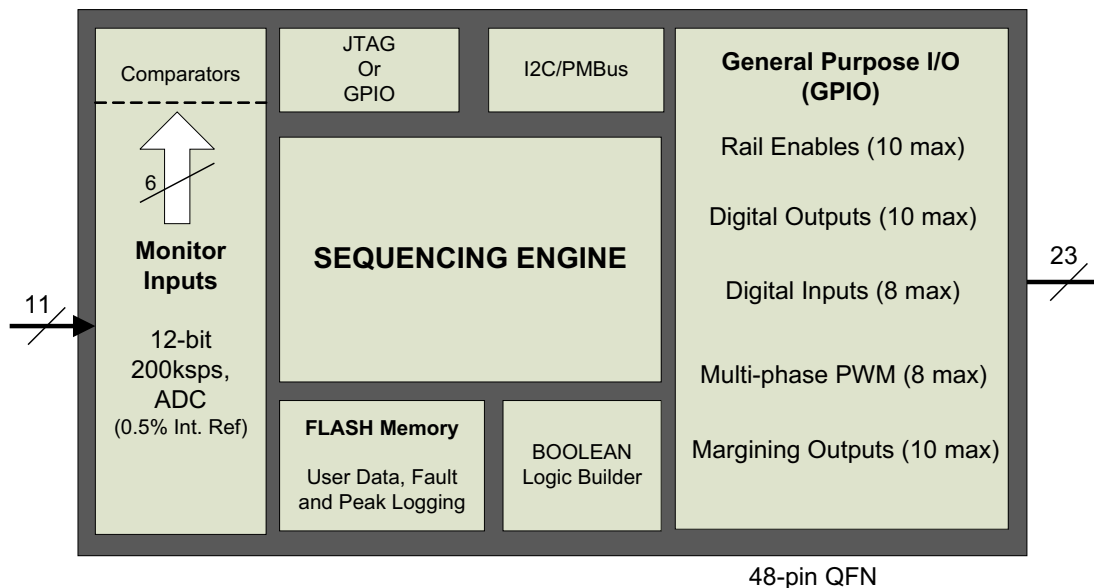 Comparators
6
Monitor
Inputs
12-bit
200ksps,
ADC
(0.5% Int. Ref)
11
JTAG
Or
GPIO
I2C/PMBus
SEQUENCING ENGINE
FLASH Memory
User Data, Fault
and Peak Logging
BOOLEAN
Logic Builder
General Purpose I/O
(GPIO)
Rail Enables (10 max)
Digital Outputs (10 max)
Digital Inputs (8 max)
Multi-phase PWM (8 max)
Margining Outputs (10 max)
23
48-pin QFN